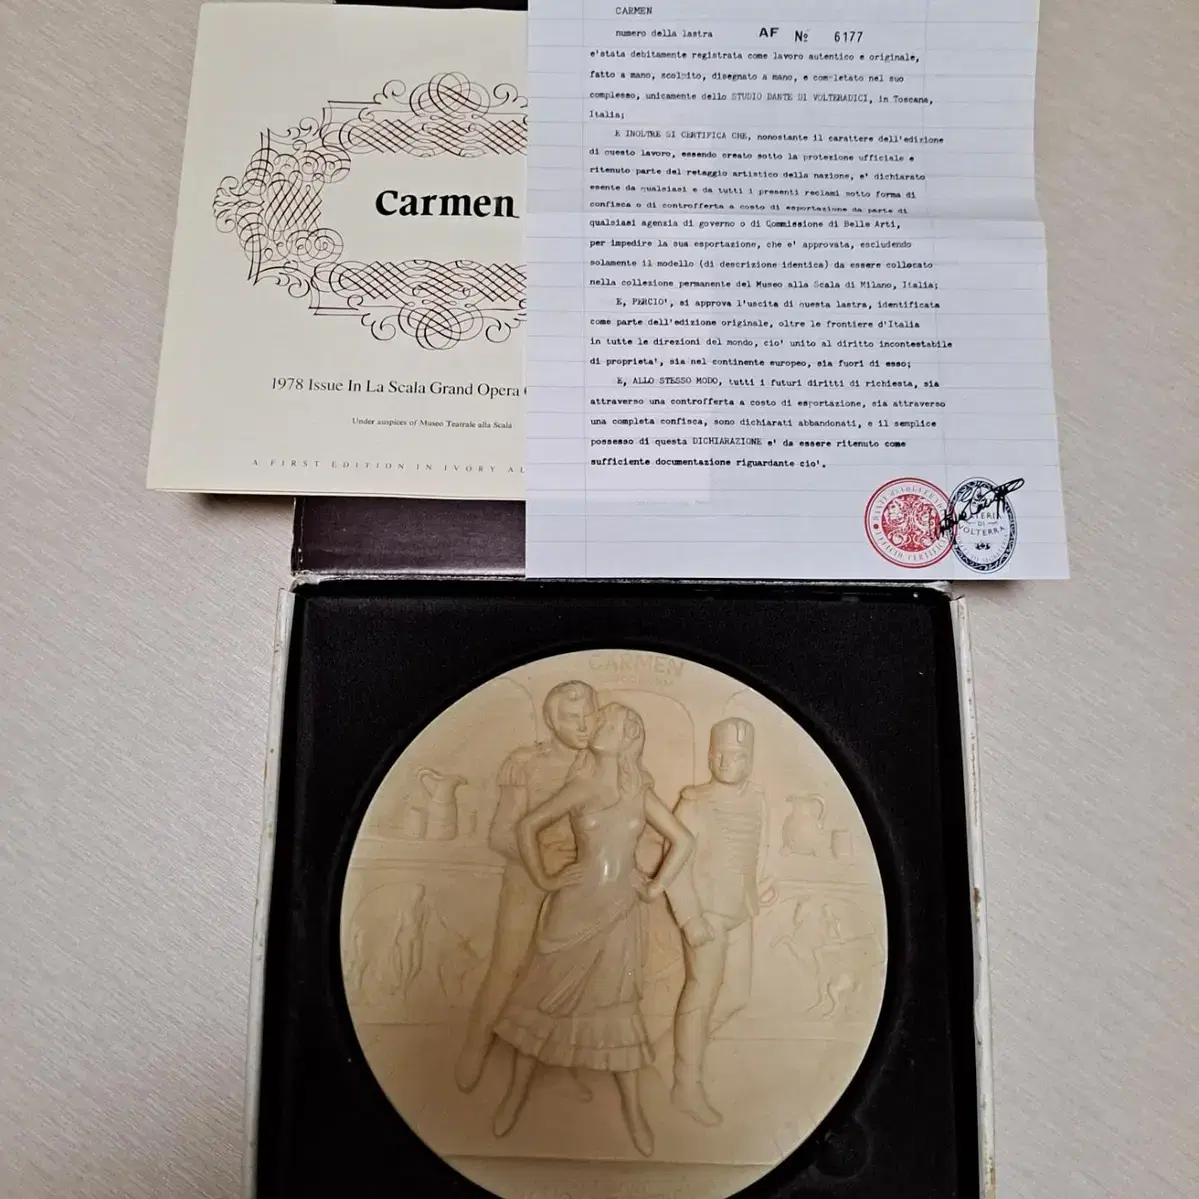 Carmen
1978 Issue In La Scala Grand Opera
Under auspices of Museo Teatrale alla Scala
A FIRST EDITION IN IVORY AL
CARMEN
numero della lastra AF № 6177
e'stata debitamente registrata come lavoro autentico e originale,
fatto a mano, scolpito, disegnato a mano, e completato nel suo
complesso, unicamente dello STUDIO DANTE DI VOLTERADICI, in Toscana,
Italia;
E INOLTRE SI CERTIFICA CHE, nonostante il carattere dell'edizione
di questo lavoro, essendo creato sotto la protezione ufficiale e
ritenuto parte del retaggio artistico della nazione, e' dichiarato
esente da qualsiasi e da tutti i presenti reclami sotto forma di
confisca o di controfferta a costo di esportazione da parte di
qualsiasi agenzia di governo o di Commissione di Belle Arti,
per impedire la sua esportazione, che e' approvata, escludendo
solamente il modello (di descrizione identica) da essere collocato
nella collezione permanente del Museo alla Scala di Milano, Italia;
E, PERCIO', si approva l'uscita di questa lastra, identificata
come parte dell'edizione originale, oltre le frontiere d'Italia
in tutte le direzioni del mondo, cio' unito al diritto incontestabile
di proprieta', sia nel continente europeo, sia fuori di esso;
E, ALLO STESSO MODO, tutti i futuri diritti di richiesta, sia
attraverso una controfferta a costo di esportazione, sia attraverso
una completa confisca, sono dichiarati abbandonati, e il semplice
possesso di questa DICHIARAZIONE e' da essere ritenuto come
sufficiente documentazione riguardante cio'.
DI
VOLTERRA
CARMEN